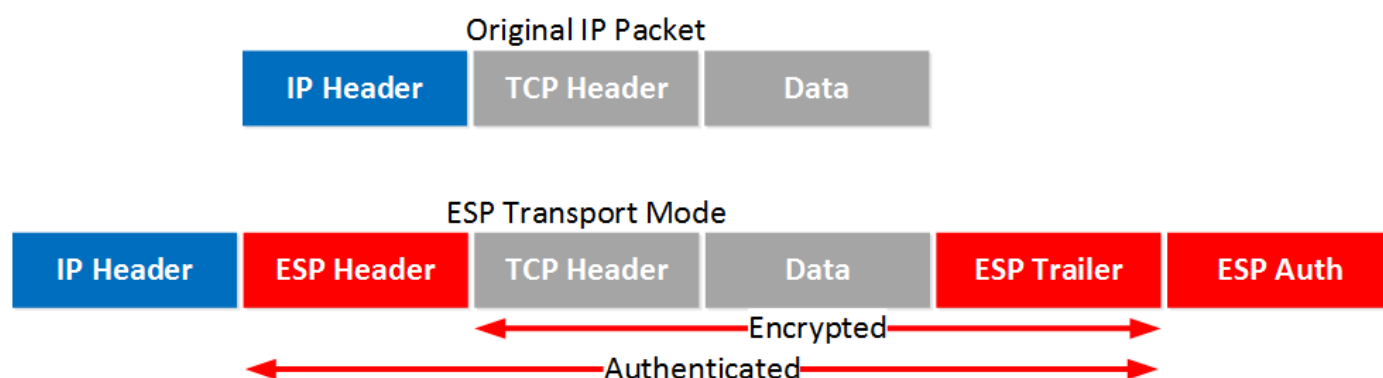 Original IP Packet
IP Header TCP Header Data
ESP Transport Mode
IP Header ESP Header TCP Header Data ESP Trailer ESP Auth
Encrypted
Authenticated